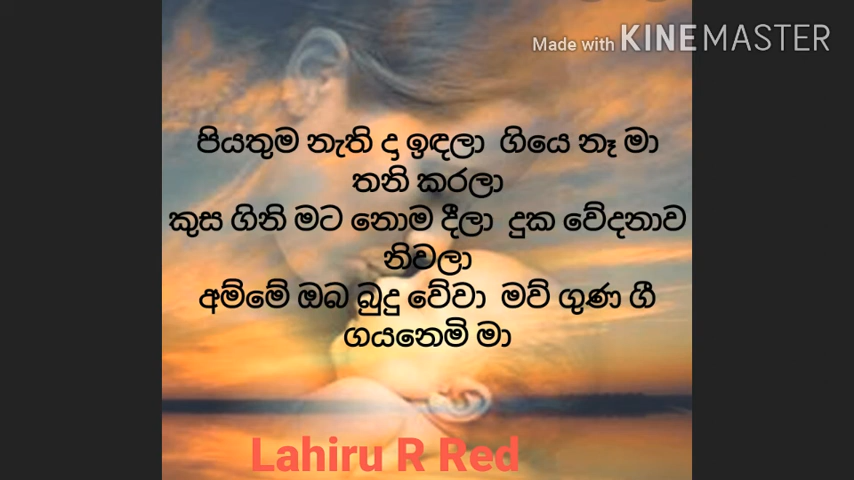 Made with KINEMASTER
පියතුම නැති දා ඉඳලා ගියෙ නෑ මා
තනි කරලා
කුස ගිනි මට නොම දීලා දුක වේදනාව
නිවලා
අම්මේ ඔබ බුදු වේවා මව් ගුණ ගී
ගයනෙමි මා
Lahiru R Red